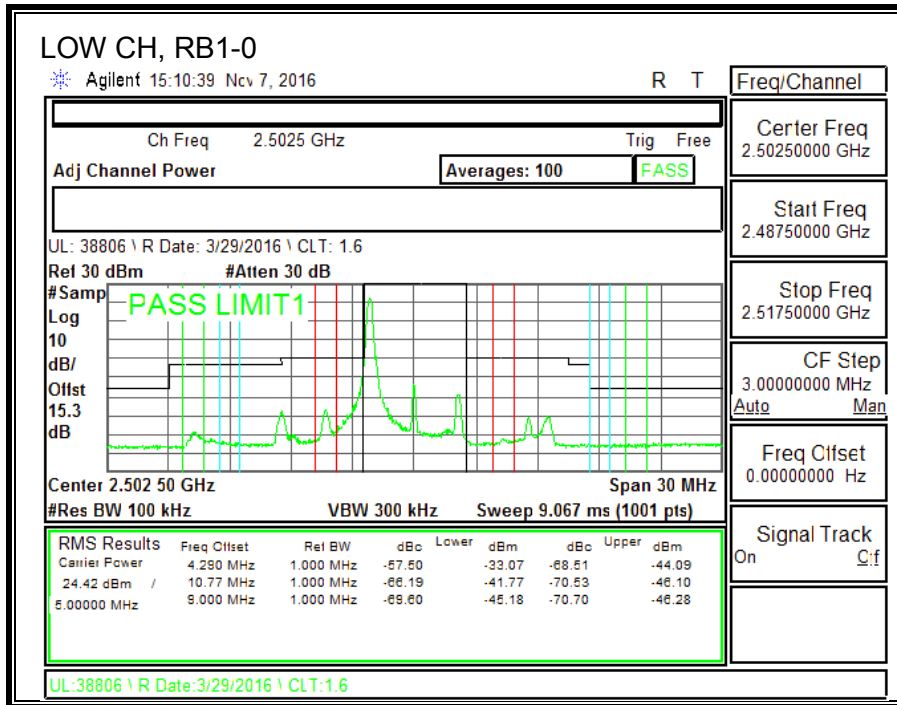 LOW CH, RB1-0
Agilent 15:10:39 Nov 7, 2016 R T
Freq/Channel
Ch Freq 2.5025 GHz Trig Free
Adj Channel Power Averages: 100 PASS
Center Freq
2.50250000 GHz
Start Freq
2.48750000 GHz
Stop Freq
2.51750000 GHz
CF Step
3.00000000 MHz
Auto Man
Freq Offset
0.00000000 Hz
Signal Track
On Off
UL: 38806 \ R Date: 3/29/2016 \ CLT: 1.6
Ref 30 dBm #Atten 30 dB
#Samp
Log
10
dB/
Offst
15.3
dB
PASS LIMIT1
Center 2.502 50 GHz Span 30 MHz
#Res BW 100 kHz VBW 300 kHz Sweep 9.067 ms (1001 pts)
RMS Results Freq Offset Ref BW dBc Lower dBm dBc Upper dBm
Carrier Power 4.290 MHz 1.000 MHz -57.50 -33.07 -68.51 -44.09
24.42 dBm / 10.77 MHz 1.000 MHz -66.19 -41.77 -70.53 -46.10
5.00000 MHz 9.000 MHz 1.000 MHz -69.60 -45.18 -70.70 -46.28
UL:38806 \ R Date:3/29/2016 \ CLT:1.6